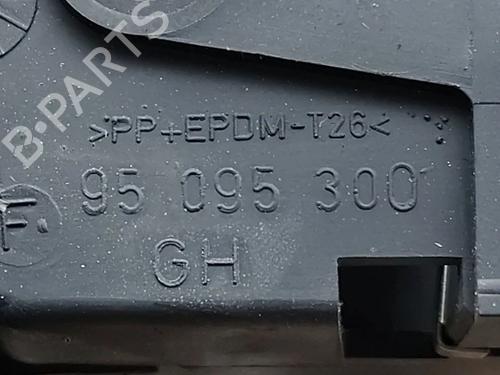 B-PARTS
>PP+EPDM-T26<
95 095 300
F.
GH